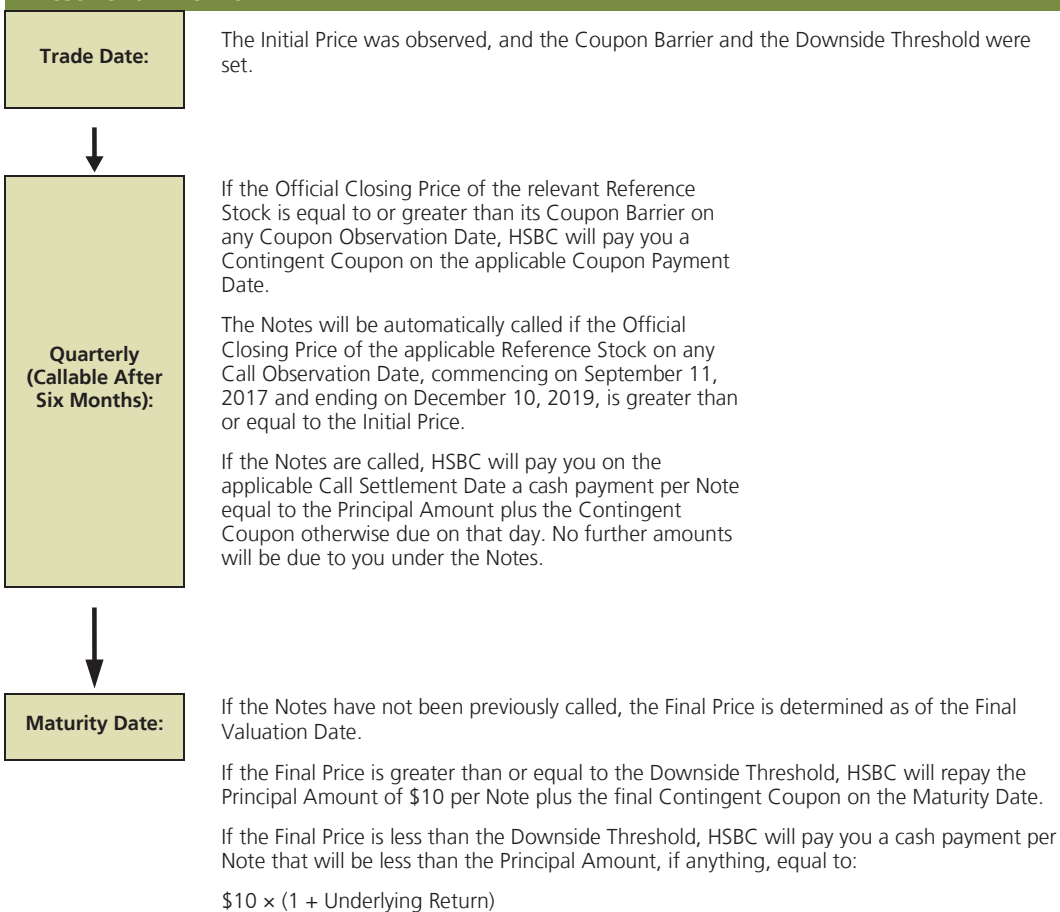 Trade Date:
The Initial Price was observed, and the Coupon Barrier and the Downside Threshold were
set.
Quarterly
(Callable After
Six Months):
If the Official Closing Price of the relevant Reference
Stock is equal to or greater than its Coupon Barrier on
any Coupon Observation Date, HSBC will pay you a
Contingent Coupon on the applicable Coupon Payment
Date.
The Notes will be automatically called if the Official
Closing Price of the applicable Reference Stock on any
Call Observation Date, commencing on September 11,
2017 and ending on December 10, 2019, is greater than
or equal to the Initial Price.
If the Notes are called, HSBC will pay you on the
applicable Call Settlement Date a cash payment per Note
equal to the Principal Amount plus the Contingent
Coupon otherwise due on that day. No further amounts
will be due to you under the Notes.
Maturity Date:
If the Notes have not been previously called, the Final Price is determined as of the Final
Valuation Date.
If the Final Price is greater than or equal to the Downside Threshold, HSBC will repay the
Principal Amount of $10 per Note plus the final Contingent Coupon on the Maturity Date.
If the Final Price is less than the Downside Threshold, HSBC will pay you a cash payment per
Note that will be less than the Principal Amount, if anything, equal to:
$10 × (1 + Underlying Return)